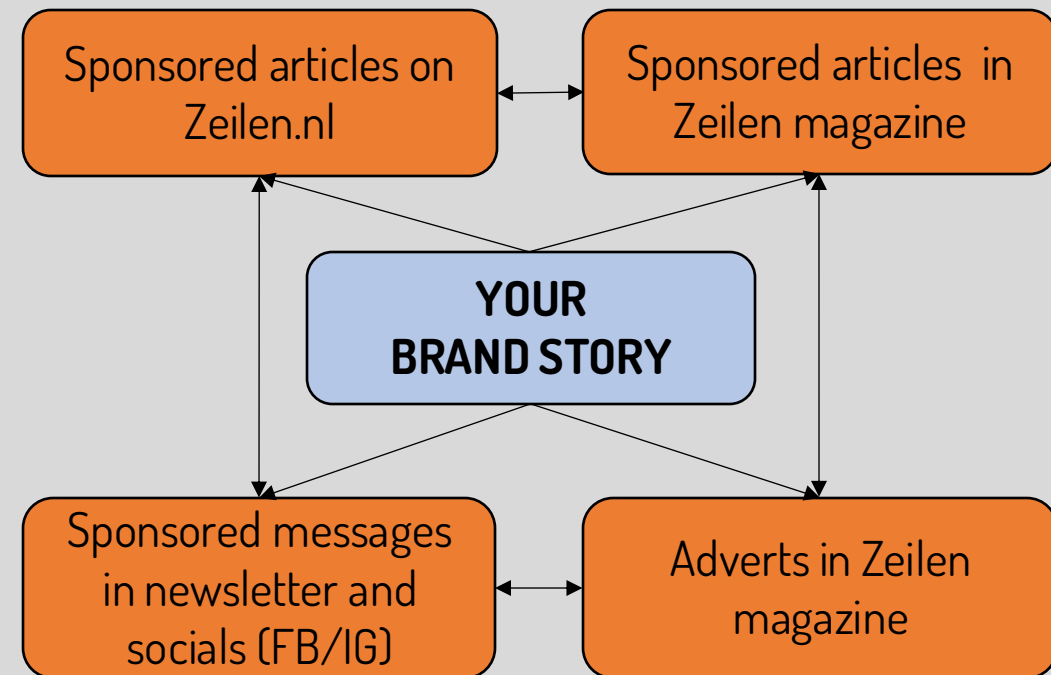 Sponsored articles on
Zeilen.nl
Sponsored articles in
Zeilen magazine
YOUR
BRAND STORY
Sponsored messages
in newsletter and
socials (FB/IG)
Adverts in Zeilen
magazine